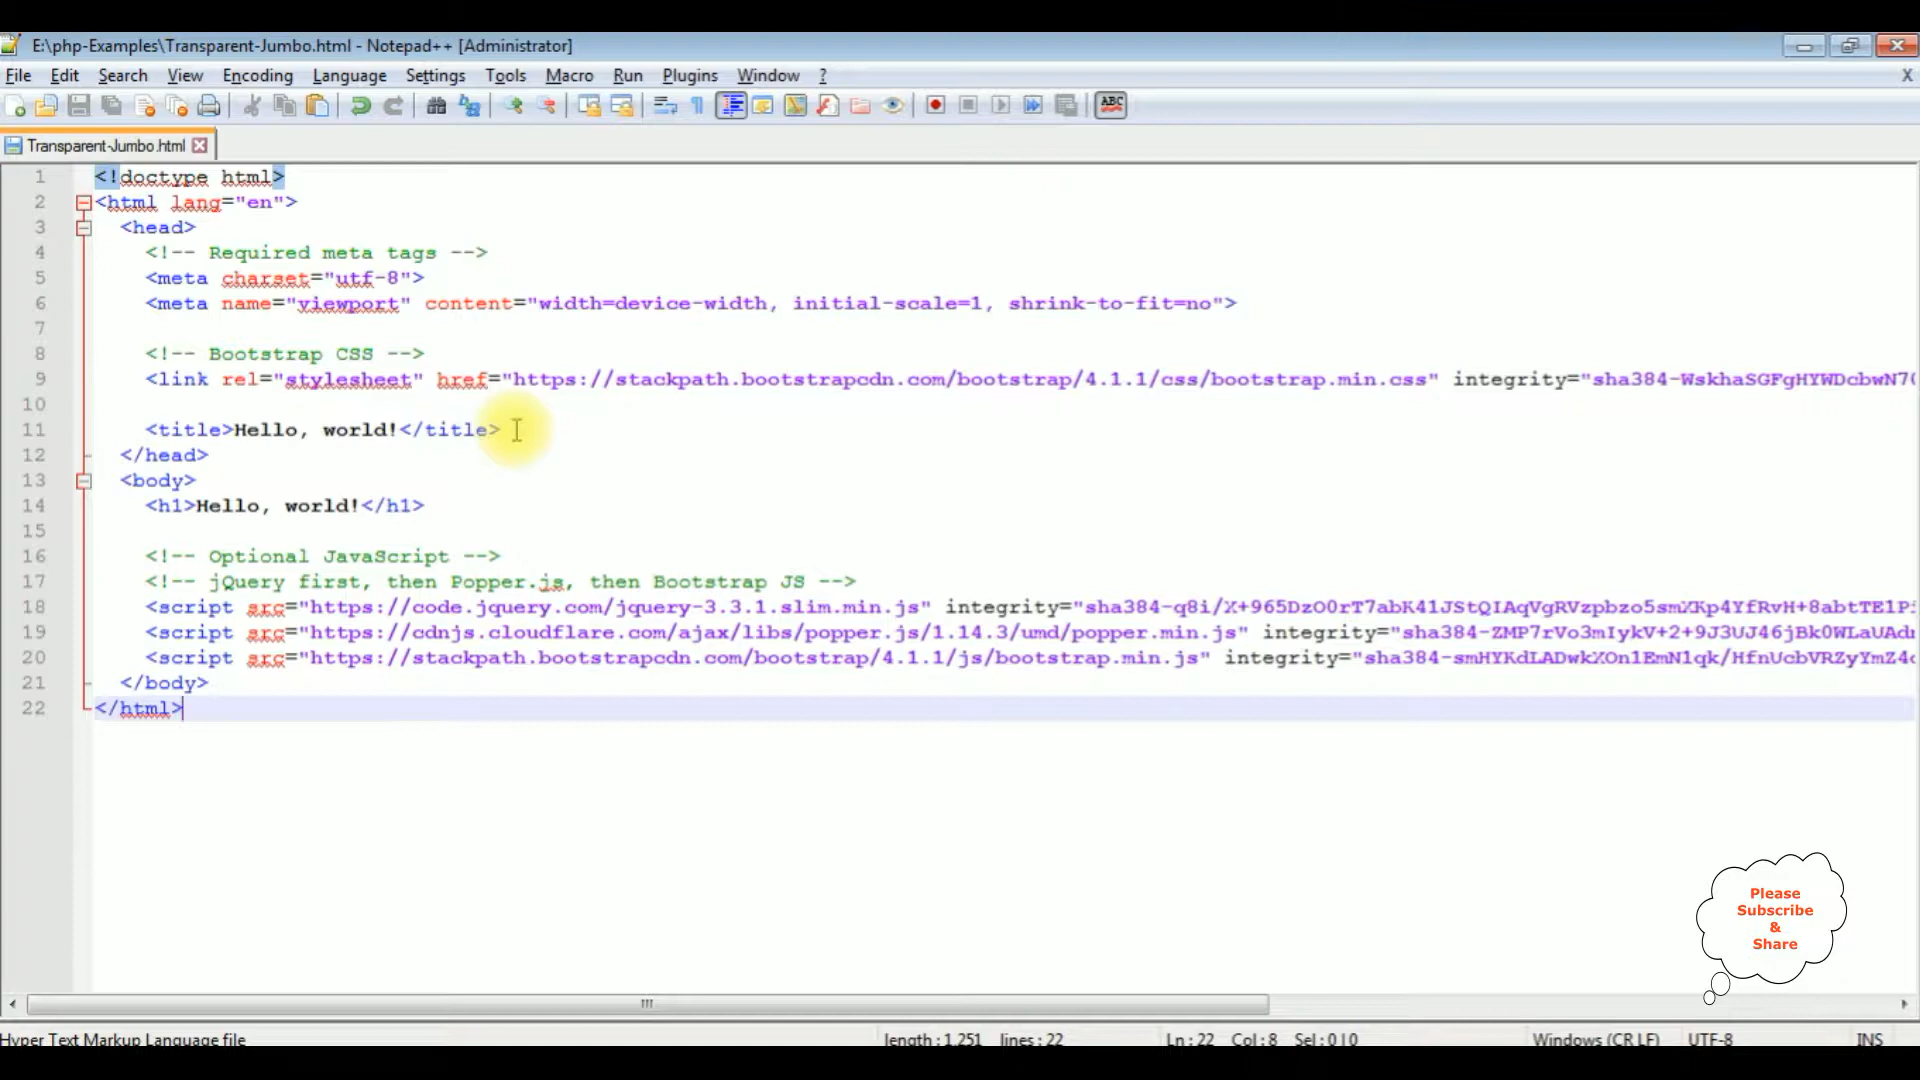 E:\php-Examples\Transparent-Jumbo.html - Notepad++ [Administrator]
File Edit Search View Encoding Language Settings Tools Macro Run Plugins Window ? X
ABC
Transparent-Jumbo.html
1 <!doctype html>
2 <html lang="en">
3 <head>
4 <!-- Required meta tags -->
5 <meta charset="utf-8">
6 <meta name="viewport" content="width=device-width, initial-scale=1, shrink-to-fit=no">
7
8 <!-- Bootstrap CSS -->
9 <link rel="stylesheet" href="https://stackpath.bootstrapcdn.com/bootstrap/4.1.1/css/bootstrap.min.css" integrity="sha384-WskhaSGFgHYWDcbwN70
10
11 <title>Hello, world!</title>
12 </head>
13 <body>
14 <h1>Hello, world!</h1>
15
16 <!-- Optional JavaScript -->
17 <!-- jQuery first, then Popper.js, then Bootstrap JS -->
18 <script src="https://code.jquery.com/jquery-3.3.1.slim.min.js" integrity="sha384-q8i/X+965DzO0rT7abK41JStQIAqVgRVzpbzo5smXKp4YfRvH+8abtTE1Pi
19 <script src="https://cdnjs.cloudflare.com/ajax/libs/popper.js/1.14.3/umd/popper.min.js" integrity="sha384-ZMP7rVo3mIykV+2+9J3UJ46jBk0WLaUAdn
20 <script src="https://stackpath.bootstrapcdn.com/bootstrap/4.1.1/js/bootstrap.min.js" integrity="sha384-smHYKdLADwkXOn1EmN1qk/HfnUcbVRZyYmZ4q
21 </body>
22 </html>
Please
Subscribe
&
Share
Hyper Text Markup Language file length : 1,251 lines : 22 Ln : 22 Col : 8 Sel : 0 | 0 Windows (CR LF) UTF-8 INS